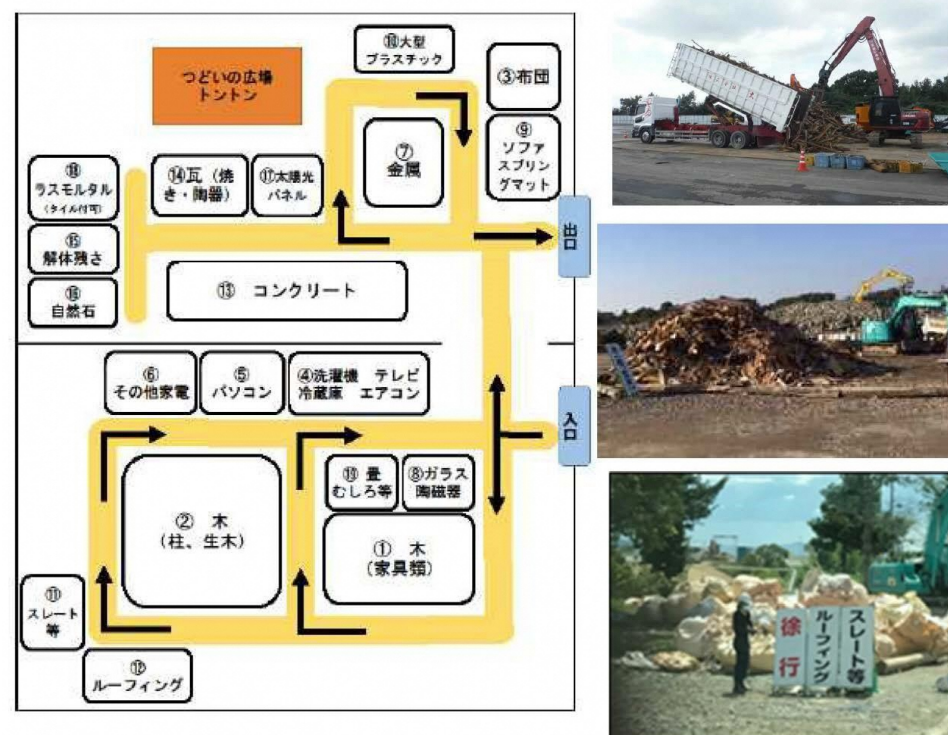 つどいの広場
トントン
⑩大型
プラスチック
③布団
⑨
ソファ
スプリン
グマット
⑦
金属
⑱
ラスモルタル
(タイル付可)
⑭瓦（焼
き・陶器）
⑰太陽光
パネル
⑮
解体残さ
⑯
自然石
⑬ コンクリート
出口
⑥
その他家電
⑤
パソコン
④洗濯機 テレビ
冷蔵庫 エアコン
入口
⑲ 畳
むしろ等
⑧ガラス
陶磁器
② 木
（柱、生木）
① 木
（家具類）
⑪
スレート
等
⑫
ルーフィング
スレート等
ルーフィング
徐行